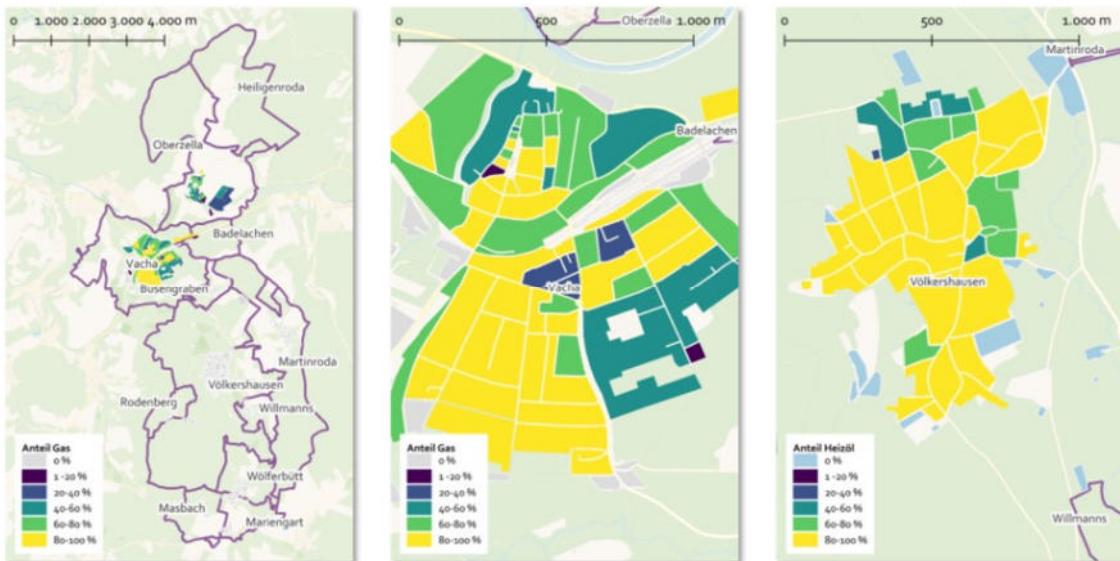 0 1.000 2.000 3.000 4.000 m
Heiligenroda
Oberzella
Badelachen
Vacha
Busengraben
Martinroda
Völkershausen
Rodenberg
Willmanns
Wölferbütt
Masbach
Mariengart
Anteil Gas
0 %
1 -20 %
20-40 %
40-60 %
60-80 %
80-100 %
0 500 1.000 m
Oberzella
Badelachen
Vacha
Anteil Gas
0 %
1 -20 %
20-40 %
40-60 %
60-80 %
80-100 %
0 500 1.000 m
Martinroda
Völkershausen
Willmanns
Anteil Heizöl
0 %
1 -20 %
20-40 %
40-60 %
60-80 %
80-100 %